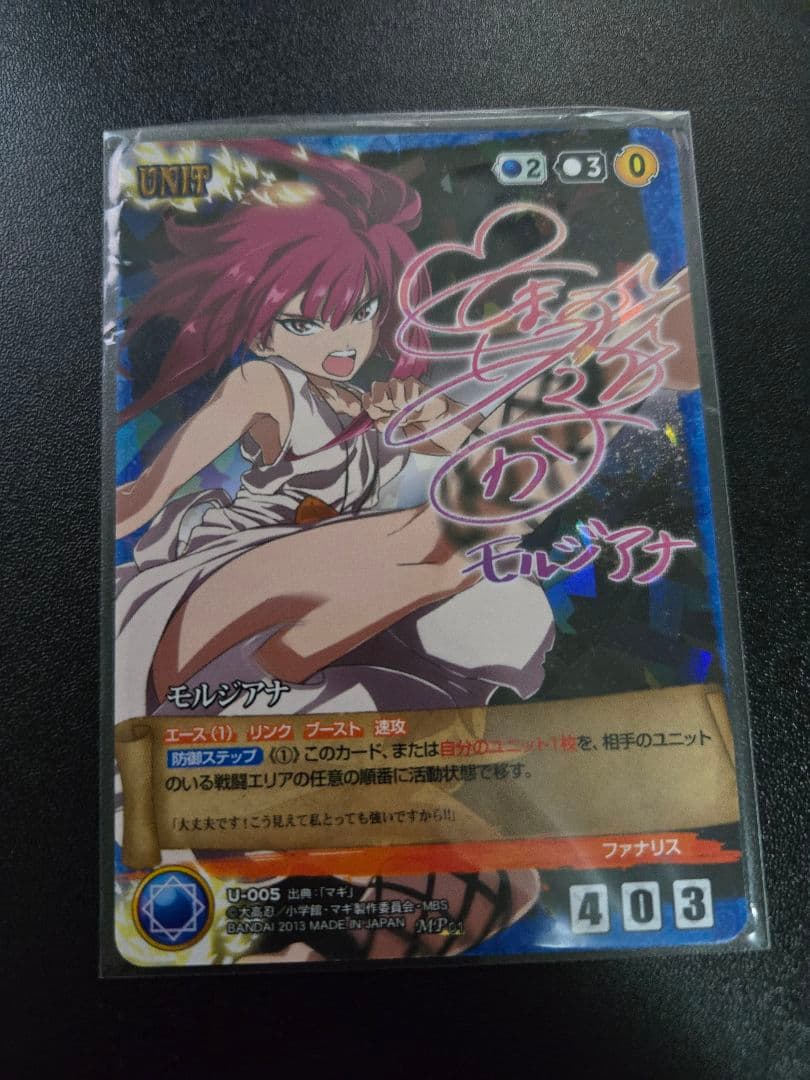 UNIT
2 3 0
モルジアナ
モルジアナ
エース(1) リンク ブースト 速攻
防御ステップ 《①》このカード、または自分のユニット1枚を、相手のユニット
のいる戦闘エリアの任意の順番に活動状態で移す。
「大丈夫です!こう見えて私とっても強いですから!!」
ファナリス
U-005 出典:「マギ」
©大高忍/小学館・マギ製作委員会・MBS
BANDAI 2013 MADE IN JAPAN MP01
4 0 3